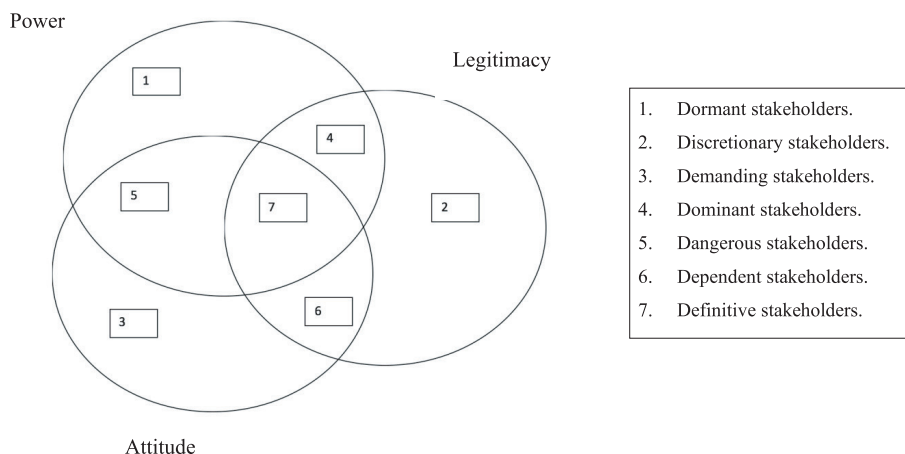 Power
Legitimacy
1
4
5
7
2
3
6
Attitude
1. Dormant stakeholders.
2. Discretionary stakeholders.
3. Demanding stakeholders.
4. Dominant stakeholders.
5. Dangerous stakeholders.
6. Dependent stakeholders.
7. Definitive stakeholders.